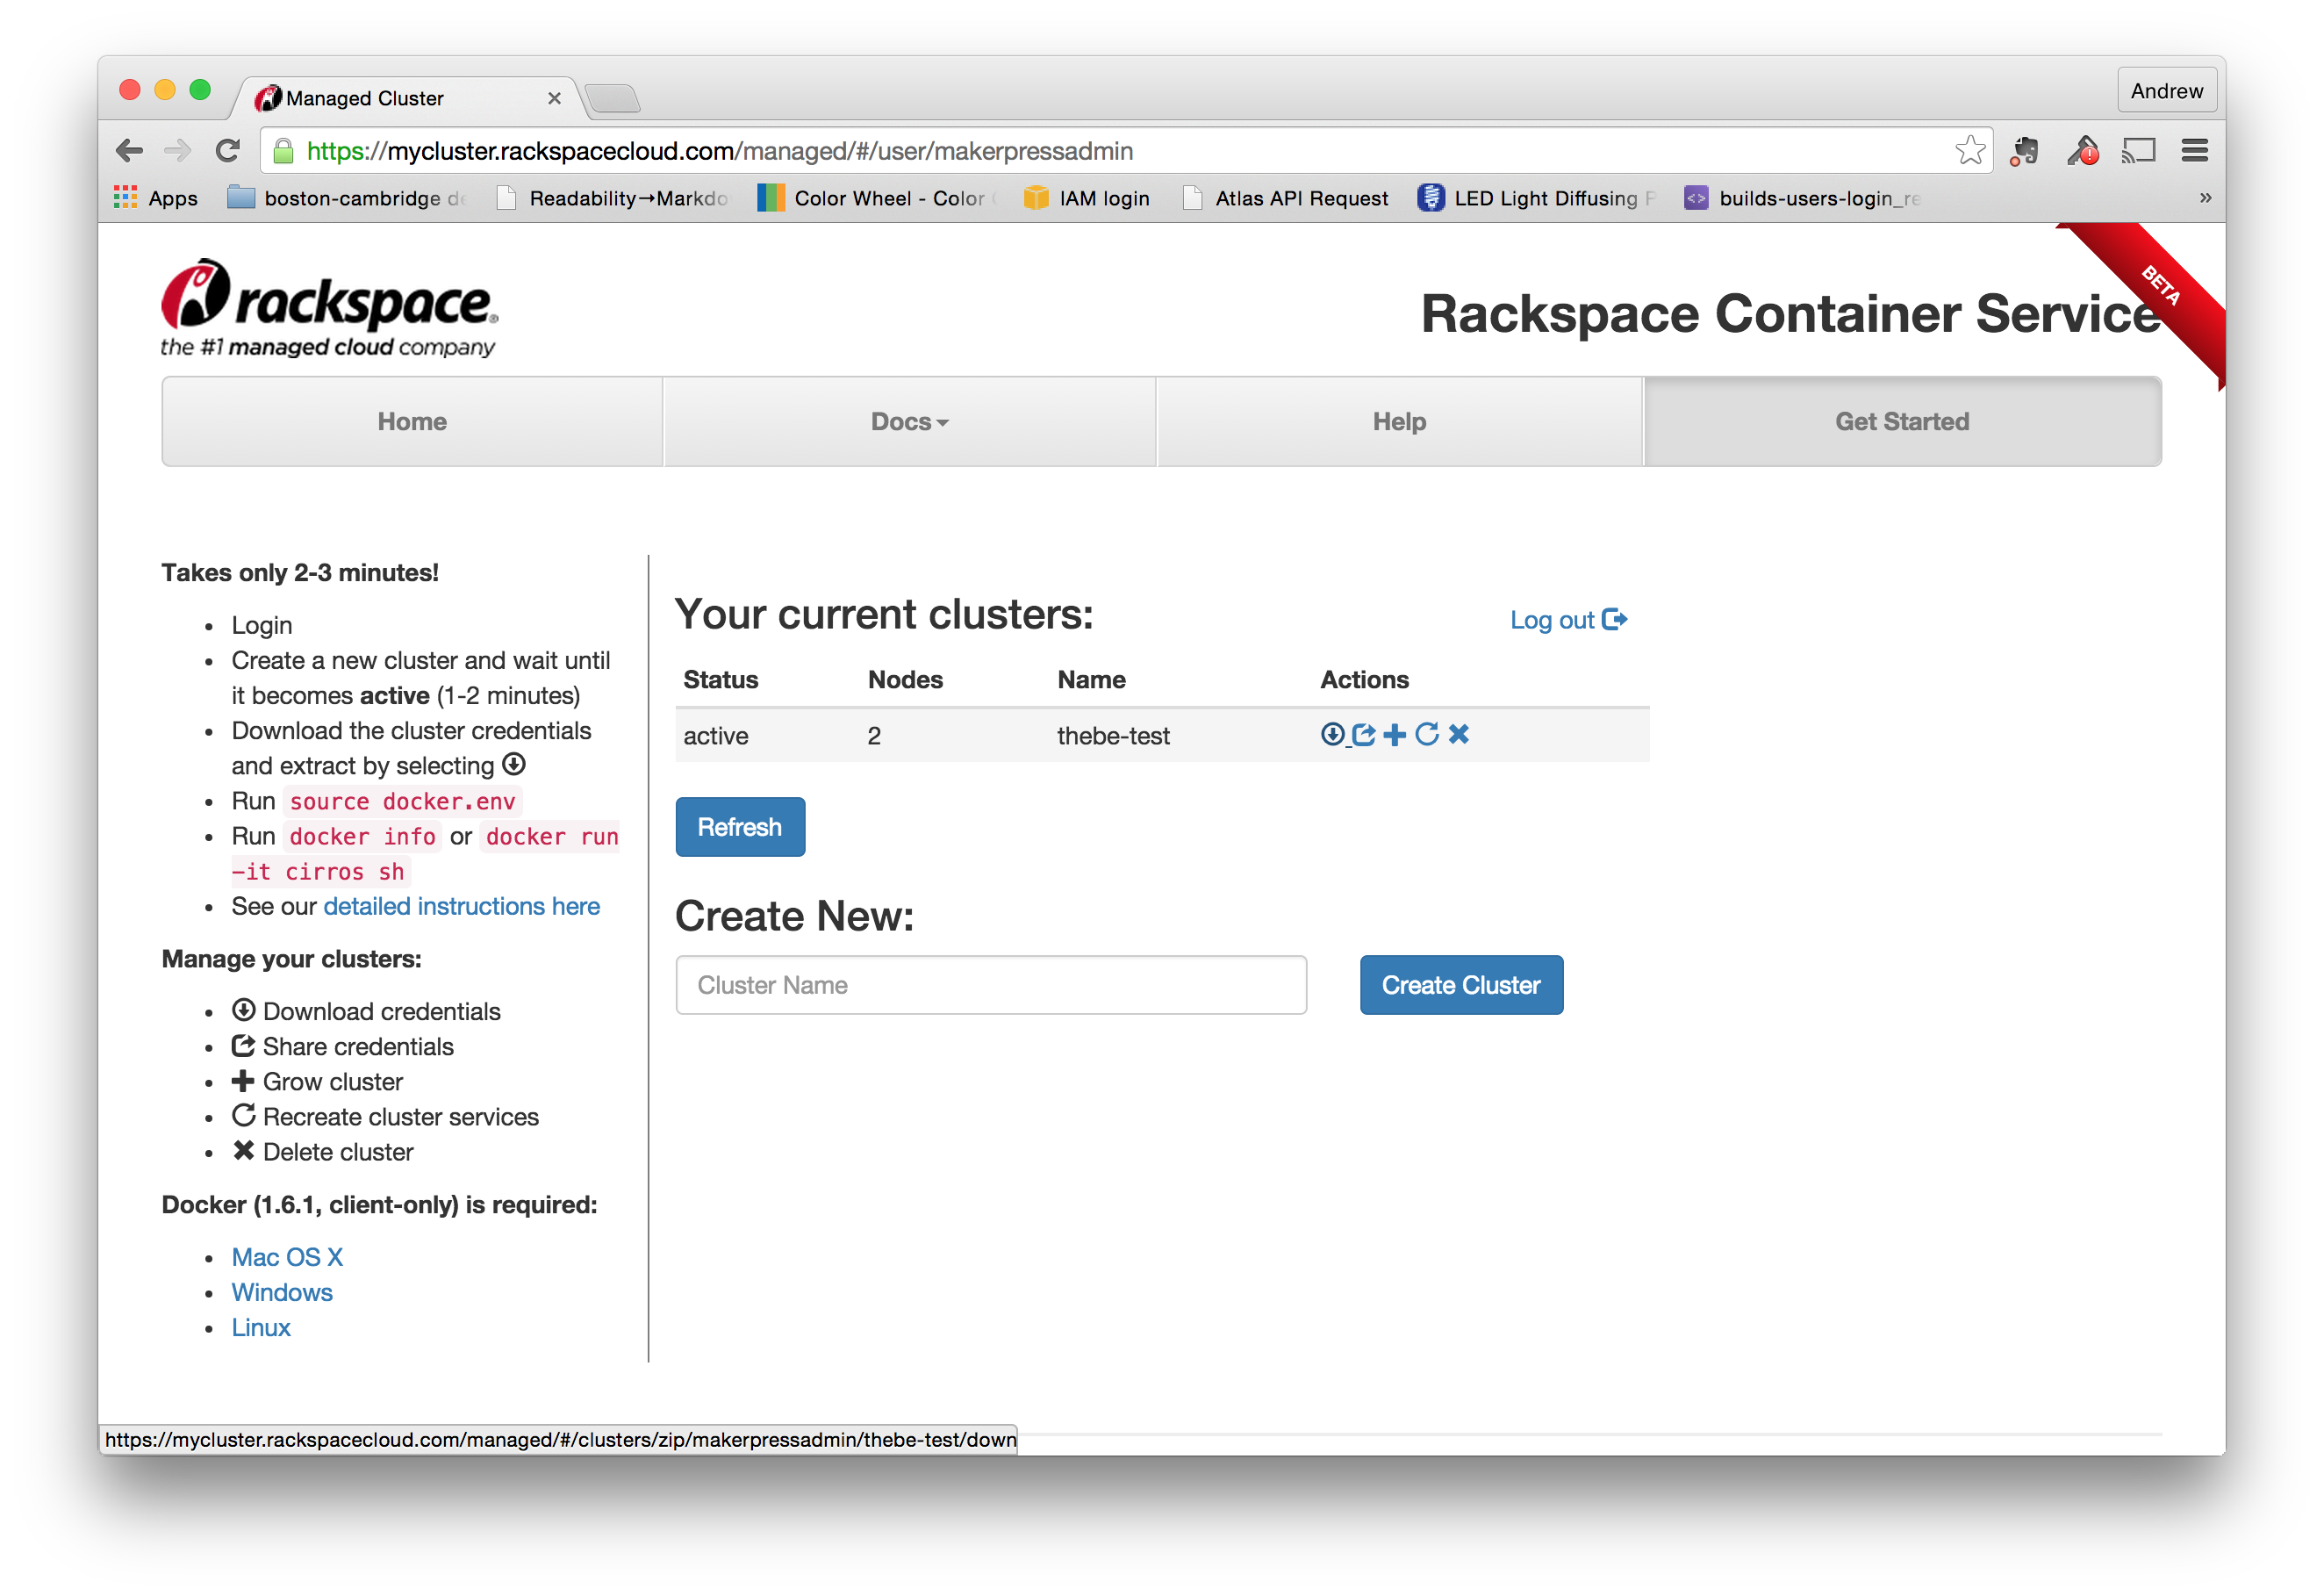 Managed Cluster
Andrew
https://mycluster.rackspacecloud.com/managed/#/user/makerpressadmin
Apps boston-cambridge Readability→Markdo Color Wheel - Color IAM login Atlas API Request LED Light Diffusing builds-users-login_re »
rackspace®
the #1 managed cloud company
Rackspace Container Service
BETA
Home Docs Help Get Started
Takes only 2-3 minutes!
• Login
• Create a new cluster and wait until
it becomes active (1-2 minutes)
• Download the cluster credentials
and extract by selecting
• Run source docker.env
• Run docker info or docker run
-it cirros sh
• See our detailed instructions here
Manage your clusters:
• Download credentials
• Share credentials
• Grow cluster
• Recreate cluster services
• Delete cluster
Docker (1.6.1, client-only) is required:
• Mac OS X
• Windows
• Linux
Your current clusters:
Log out
Status Nodes Name Actions
active 2 thebe-test
Refresh
Create New:
Cluster Name
Create Cluster
https://mycluster.rackspacecloud.com/managed/#/clusters/zip/makerpressadmin/thebe-test/down